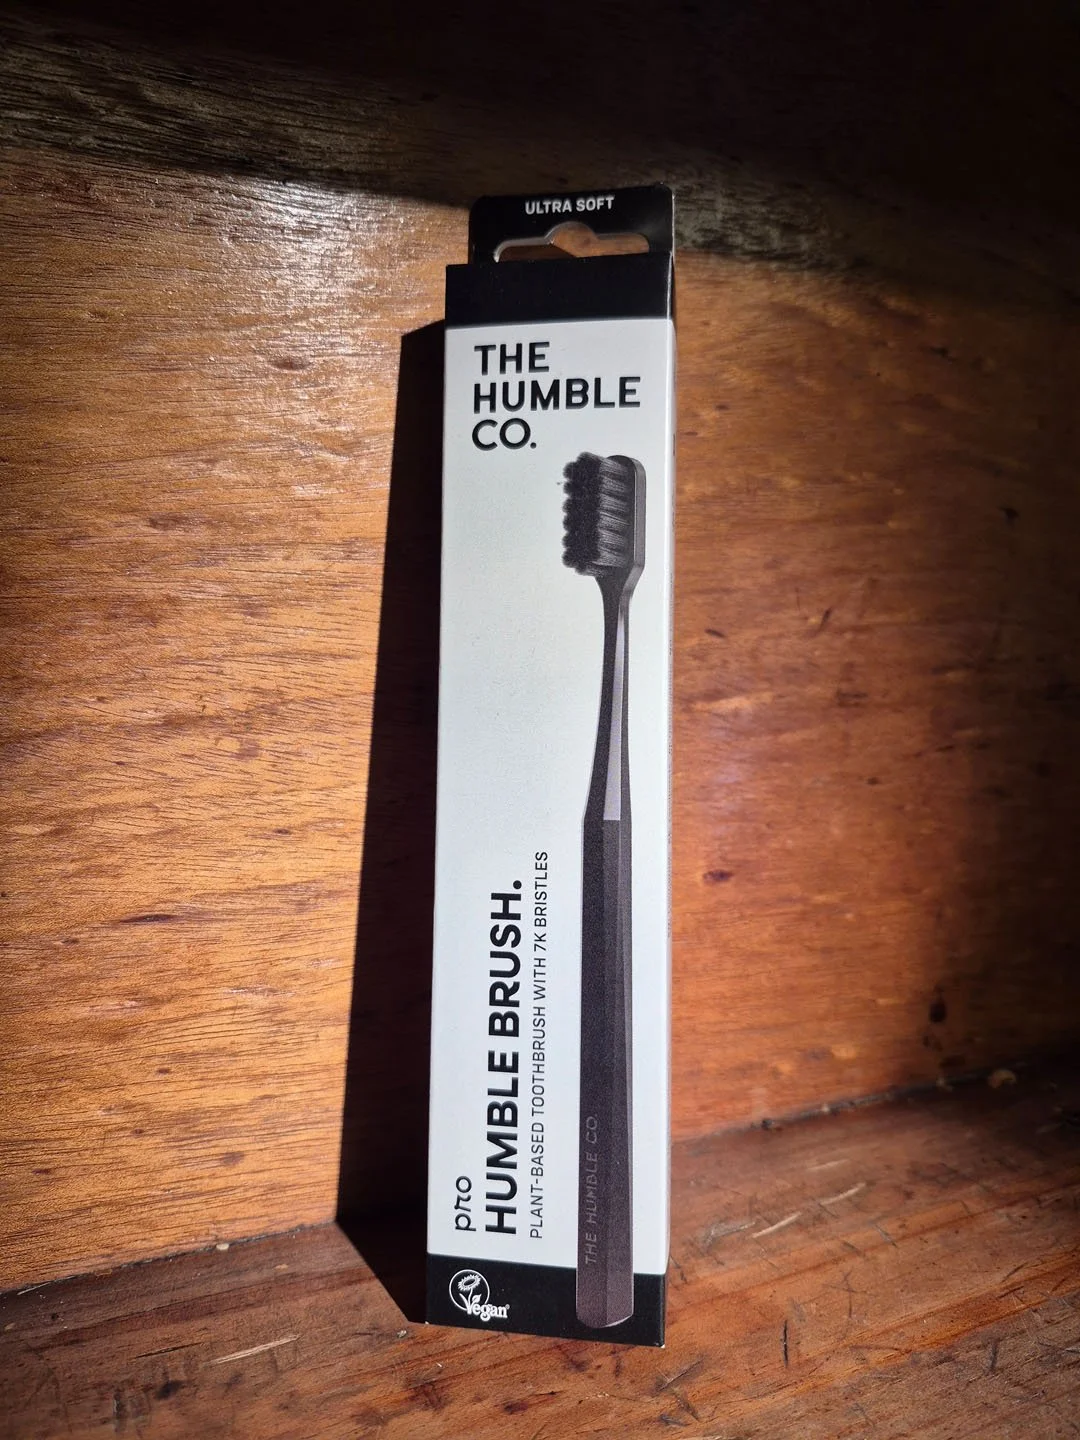 ULTRA SOFT
THE
HUMBLE
CO.
pro
HUMBLE BRUSH.
PLANT-BASED TOOTHBRUSH WITH 7K BRISTLES
THE HUMBLE CO
Vegan